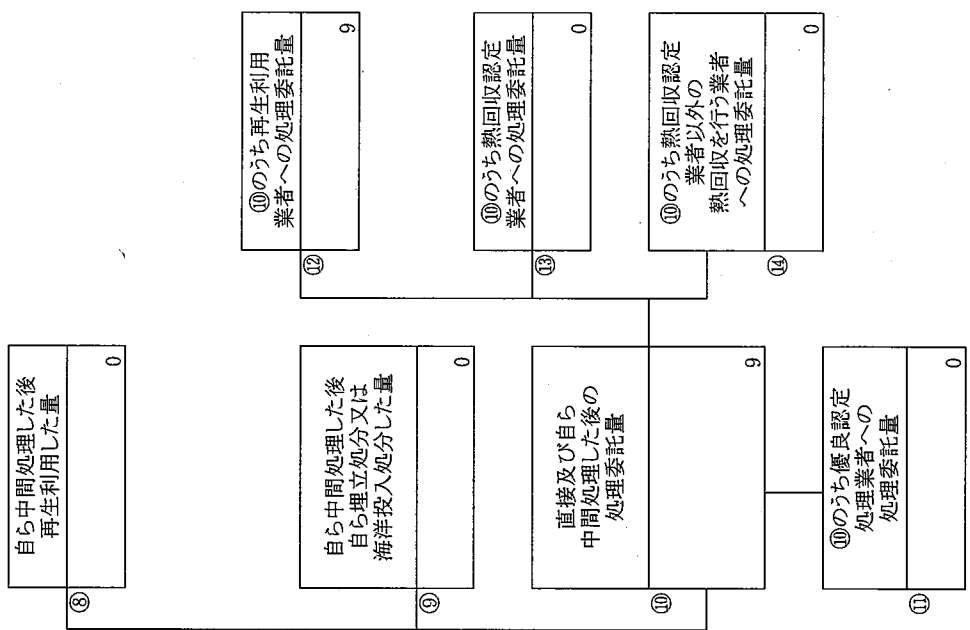 ⑧
自ら中間処理した後
再生利用した量
0
⑨
自ら中間処理した後
自ら埋立処分又は
海洋投入処分した量
0
⑩
直接及び自ら
中間処理した後の
処理委託量
9
⑪
⑩のうち優良認定
処理業者への
処理委託量
0
⑫
⑩のうち再生利用
業者への処理委託量
9
⑬
⑩のうち熱回収認定
業者への処理委託量
0
⑭
⑩のうち熱回収認定
業者以外の
熱回収を行う業者
への処理委託量
0